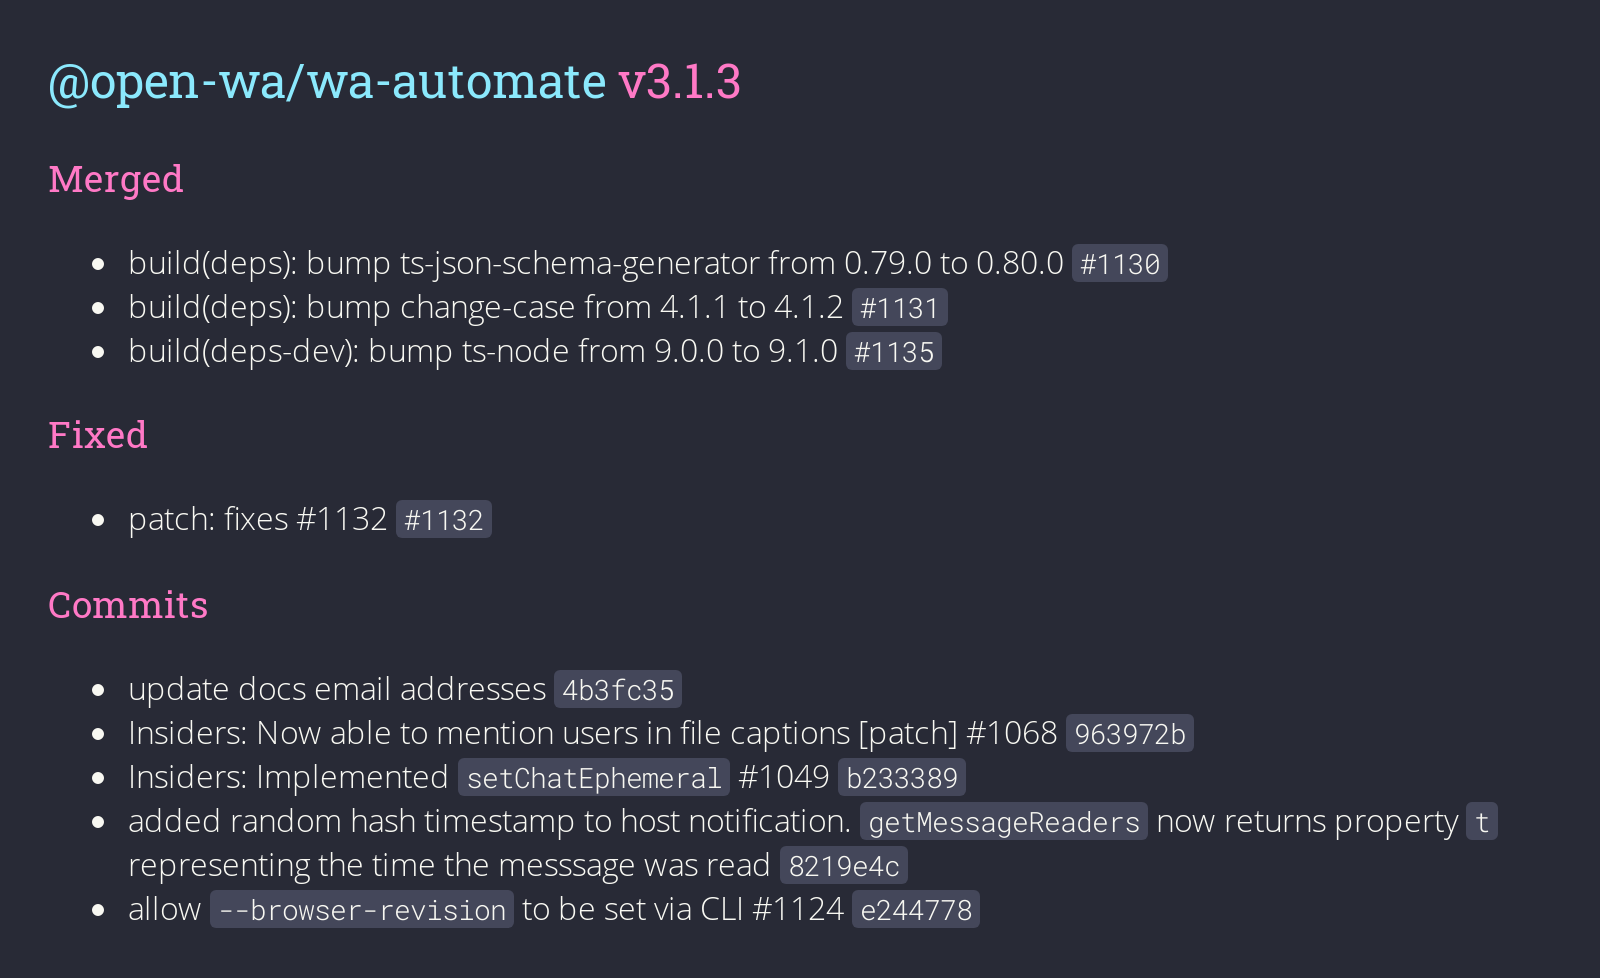 @open-wa/wa-automate v3.1.3
Merged
build(deps): bump ts-json-schema-generator from 0.79.0 to 0.80.0 #1130
build(deps): bump change-case from 4.1.1 to 4.1.2 #1131
build(deps-dev): bump ts-node from 9.0.0 to 9.1.0 #1135
Fixed
patch: fixes #1132 #1132
Commits
update docs email addresses 4b3fc35
Insiders: Now able to mention users in file captions [patch] #1068 963972b
Insiders: Implemented setChatEphemeral #1049 b233389
added random hash timestamp to host notification. getMessageReaders now returns property t
representing the time the messsage was read 8219e4c
allow --browser-revision to be set via CLI #1124 e244778